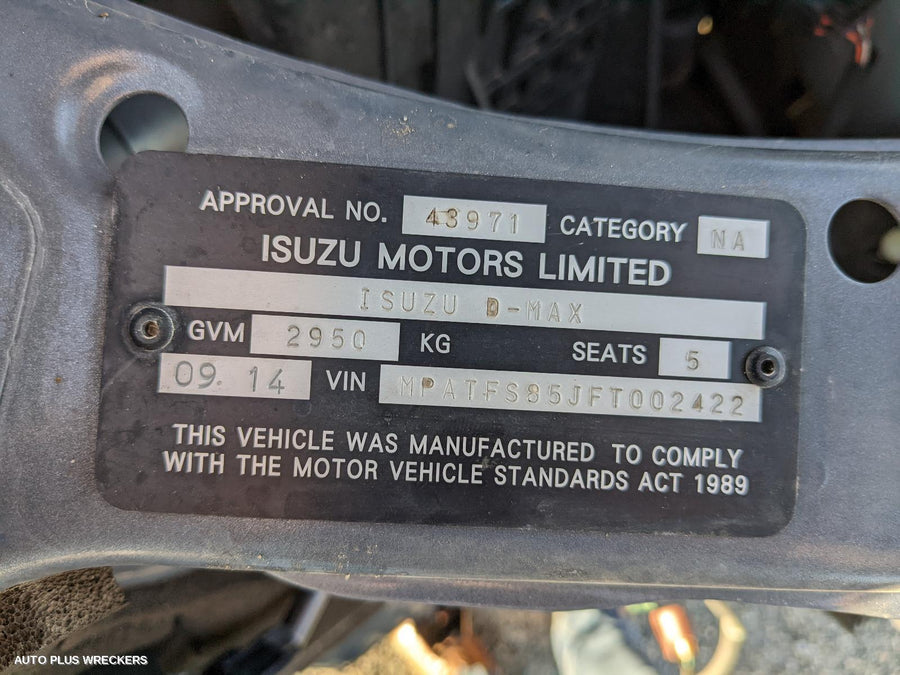 APPROVAL NO. 43971 CATEGORY NA
ISUZU MOTORS LIMITED
ISUZU D-MAX
GVM 2950 KG SEATS 5
09. 14 VIN MPATFS85JFT002422
THIS VEHICLE WAS MANUFACTURED TO COMPLY
WITH THE MOTOR VEHICLE STANDARDS ACT 1989
AUTO PLUS WRECKERS